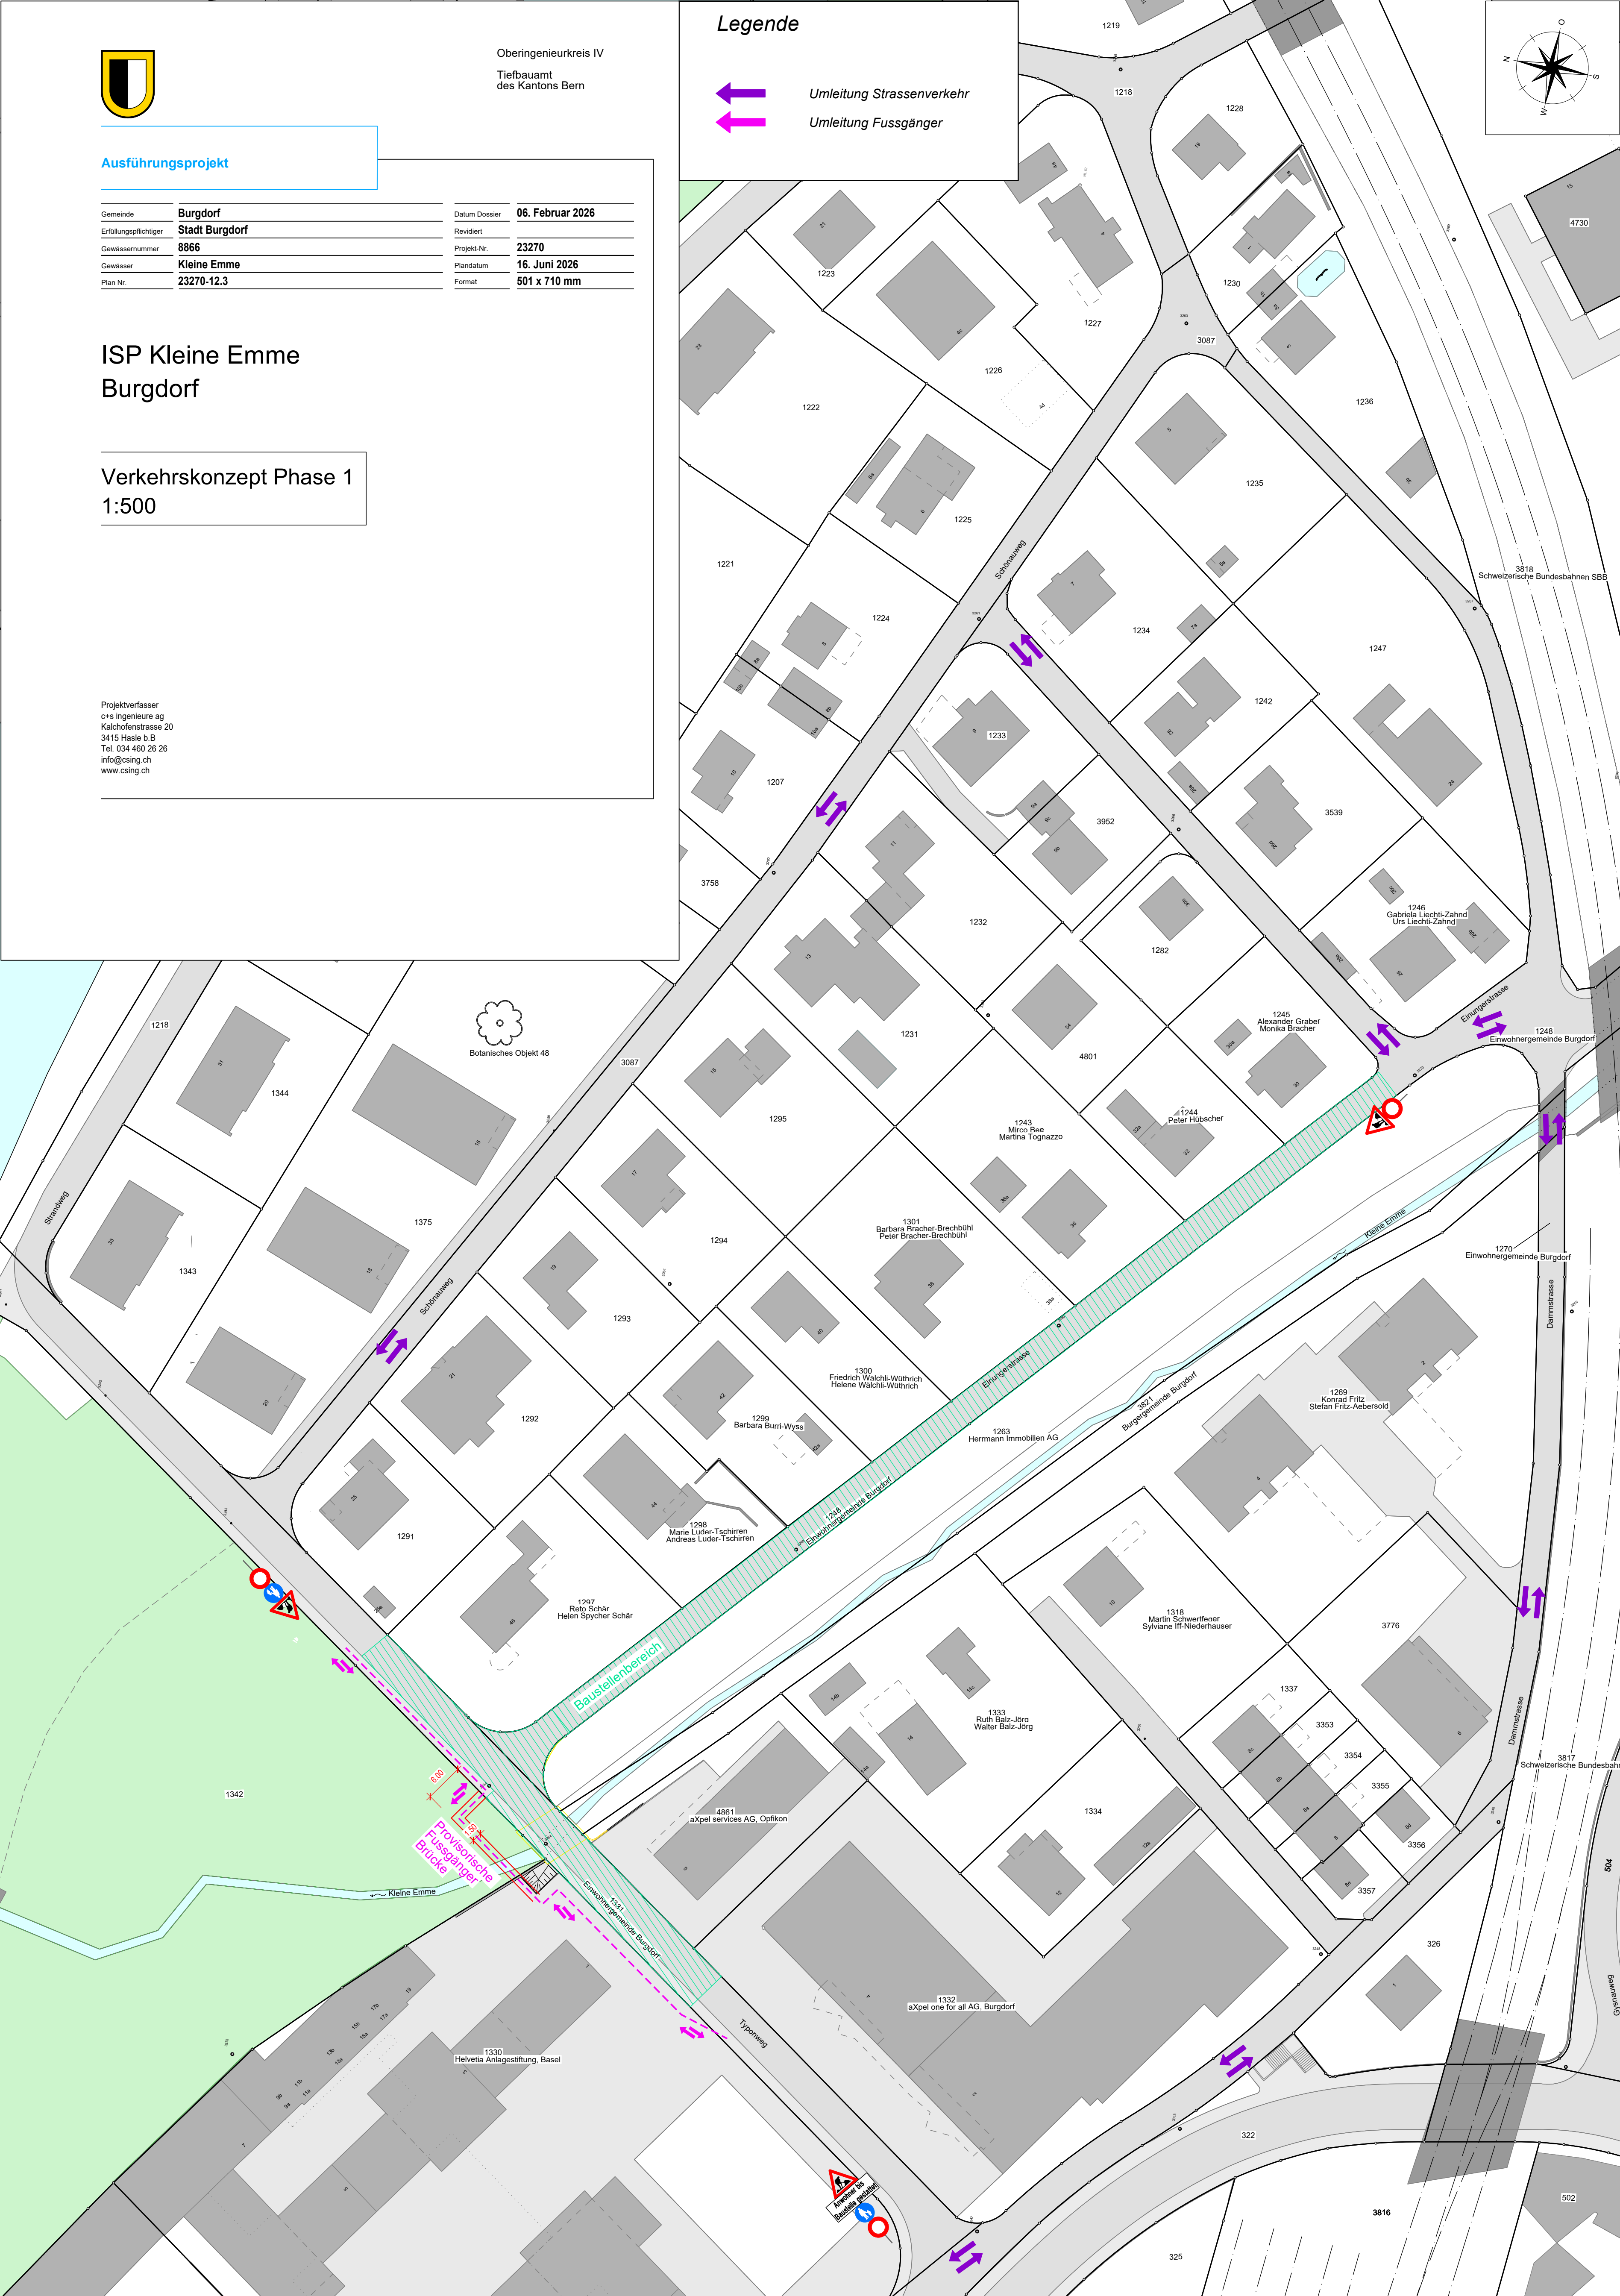 Oberingenieurkreis IV
Tiefbauamt
des Kantons Bern
Ausführungsprojekt
Gemeinde Burgdorf
Erfüllungspflichtiger Stadt Burgdorf
Gewässernummer 8866
Gewässer Kleine Emme
Plan Nr. 23270-12.3
Datum Dossier 06. Februar 2026
Revidiert
Projekt-Nr. 23270
Plandatum 16. Juni 2026
Format 501 x 710 mm
ISP Kleine Emme
Burgdorf
Verkehrskonzept Phase 1
1:500
Projektverfasser
c+s ingenieure ag
Kalchofenstrasse 20
3415 Hasle b.B
Tel. 034 460 26 26
info@csing.ch
www.csing.ch
Legende
Umleitung Strassenverkehr
Umleitung Fussgänger
N
O
S
W
1219
1218
1228
4730
1223
1230
1227
3087
1226
1222
1236
1235
1225
Schönauweg
1221
3818
Schweizerische Bundesbahnen SBB
1224
1234
1247
1242
1233
1207
3539
3952
3758
1246
Gabriela Liechti-Zahnd
Urs Liechti-Zahnd
1232
1282
Einungerstrasse
1218
1245
Alexander Graber
Monika Bracher
1248
Einwohnergemeinde Burgdorf
1231
Botanisches Objekt 48
4801
3087
1344
1295
1243
Mirco Bee
Martina Tognazzo
1244
Peter Hübscher
Strandweg
1375
1301
Barbara Bracher-Brechbühl
Peter Bracher-Brechbühl
Kleine Emme
1294
1343
1270
Einwohnergemeinde Burgdorf
Schönauweg
Dammstrasse
1293
1300
Friedrich Wälchli-Wüthrich
Helene Wälchli-Wüthrich
Einungerstrasse
1269
Konrad Fritz
Stefan Fritz-Aebersold
3821
Burgergemeinde Burgdorf
1292
1299
Barbara Burri-Wyss
1263
Herrmann Immobilien AG
1248
Einwohnergemeinde Burgdorf
1291
1298
Marie Luder-Tschirren
Andreas Luder-Tschirren
1297
Reto Schär
Helen Spycher Schär
1318
Martin Schwertfeger
Sylviane Iff-Niederhauser
3776
Baustellenbereich
1337
1333
Ruth Balz-Jörg
Walter Balz-Jörg
3353
Dammstrasse
3354
3817
Schweizerische Bundesbahn
3355
6.00
1342
4861
aXpel services AG, Opfikon
1334
3356
Provisorische
Fussgänger
Brücke
3357
504
Kleine Emme
1331
Einwohnergemeinde Burgdorf
326
Gysnauweg
1332
aXpel one for all AG, Burgdorf
Typonweg
1330
Helvetia Anlagestiftung, Basel
322
Anwohner bis
Baustelle gestattet
502
3816
325